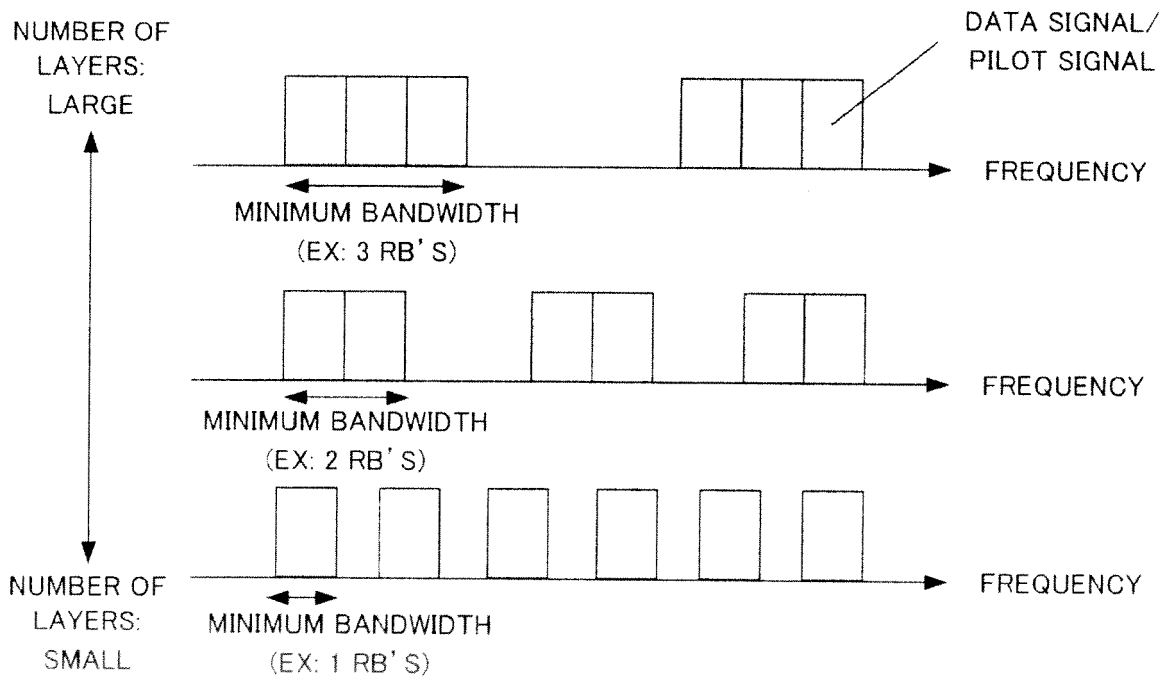 NUMBER OF
LAYERS:
LARGE
DATA SIGNAL/
PILOT SIGNAL
FREQUENCY
MINIMUM BANDWIDTH
(EX: 3 RB'S)
FREQUENCY
MINIMUM BANDWIDTH
(EX: 2 RB'S)
FREQUENCY
NUMBER OF
LAYERS:
SMALL
MINIMUM BANDWIDTH
(EX: 1 RB'S)